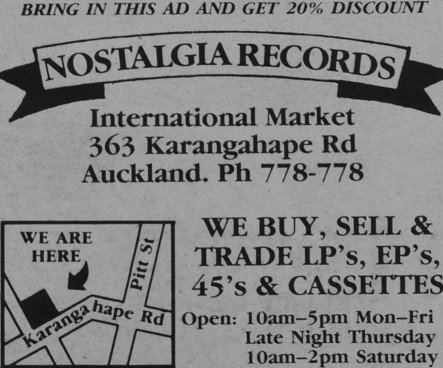 BRING IN THIS AD AND GET 20% DISCOUNT
NOSTALGIA RECORDS
International Market
363 Karangahape Rd
Auckland. Ph 778-778
WE ARE
HERE
Pitt St
Karangahape Rd
WE BUY, SELL &
TRADE LP's, EP's,
45's & CASSETTES
Open: 10am–5pm Mon–Fri
Late Night Thursday
10am–2pm Saturday